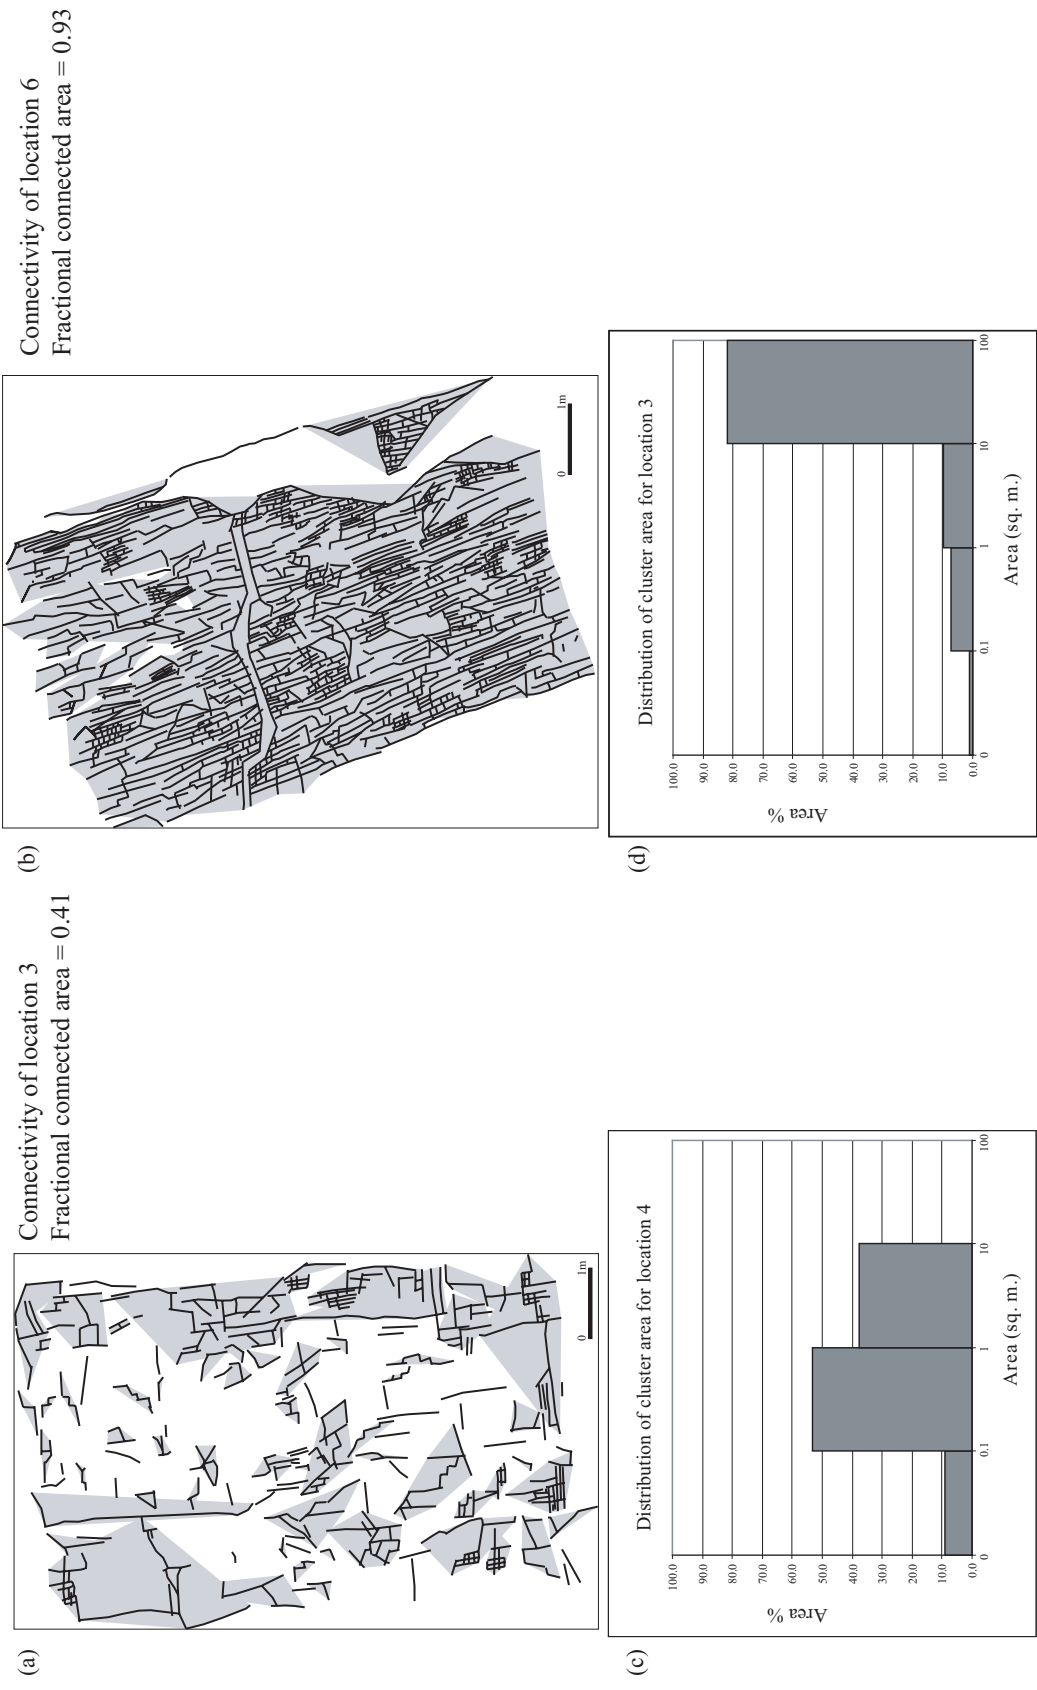 (a)
Connectivity of location 3
Fractional connected area = 0.41
0 1m
(b)
Connectivity of location 6
Fractional connected area = 0.93
0 1m
(c)
Distribution of cluster area for location 4
100.0
90.0
80.0
70.0
60.0
50.0
40.0
30.0
20.0
10.0
0.0
Area %
0 0.1 1 10 100
Area (sq. m.)
(d)
Distribution of cluster area for location 3
100.0
90.0
80.0
70.0
60.0
50.0
40.0
30.0
20.0
10.0
0.0
Area %
0 0.1 1 10 100
Area (sq. m.)